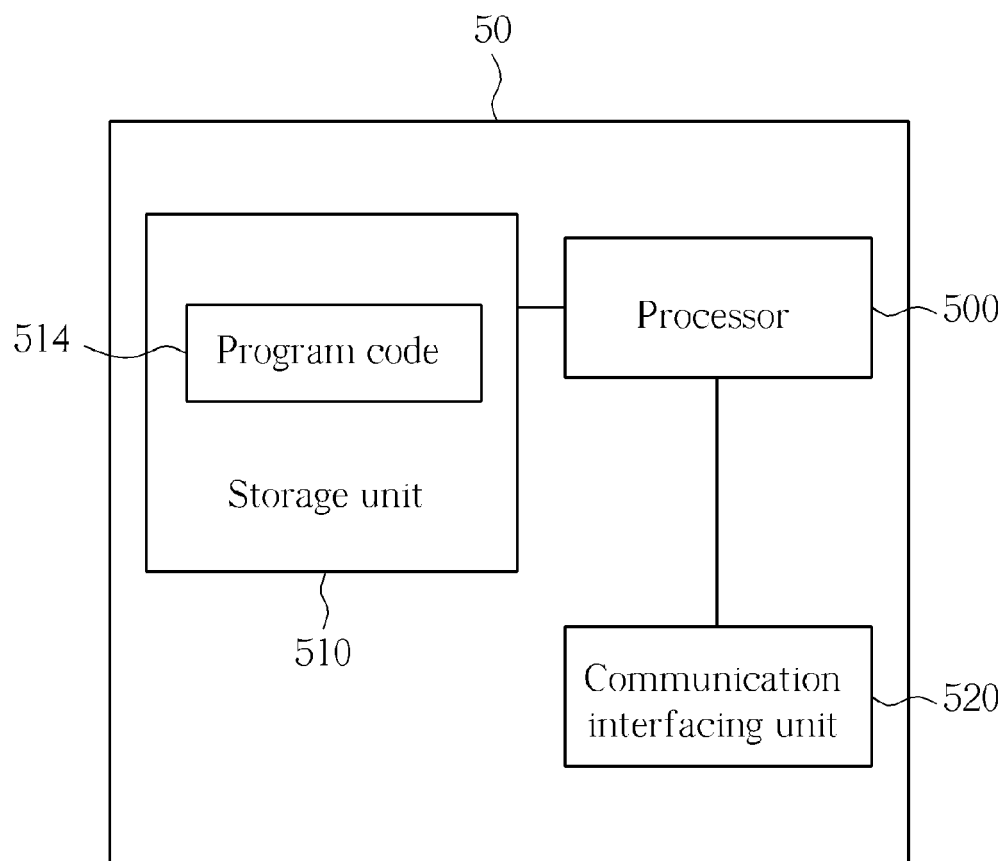 50
Processor
500
514
Program code
Storage unit
510
Communication
interfacing unit
520